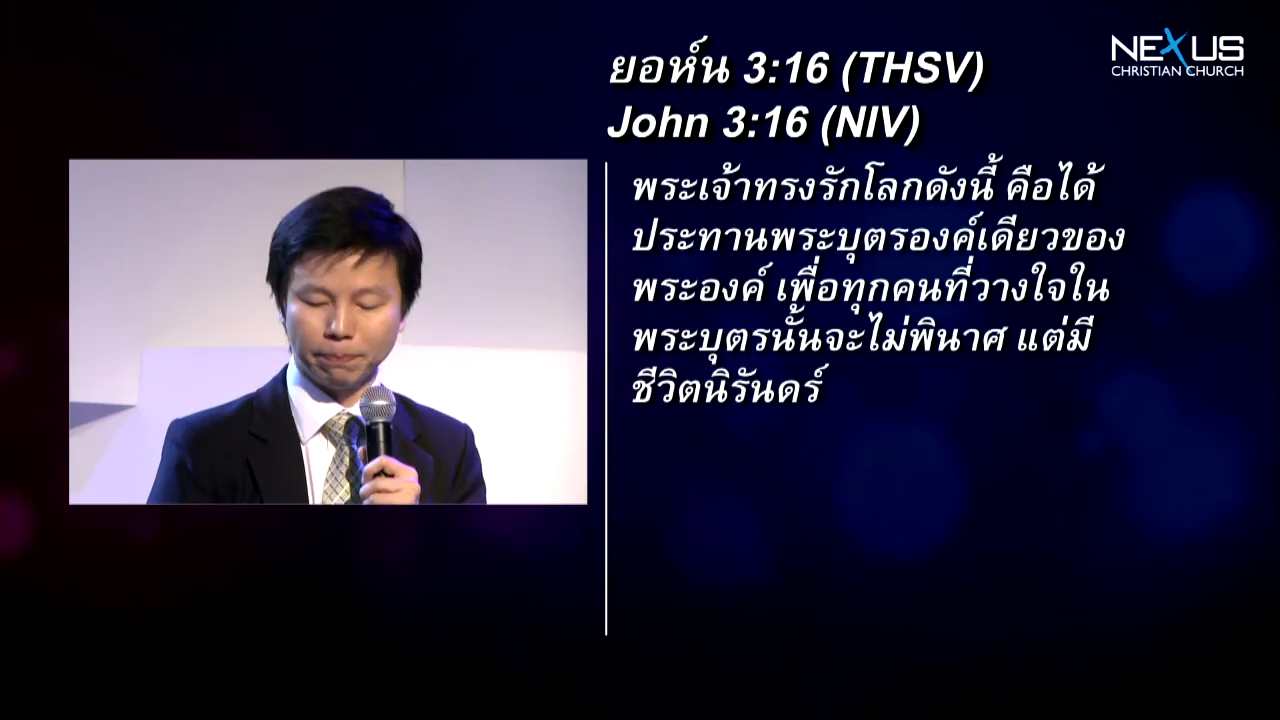 NEXUS
CHRISTIAN CHURCH
ยอห์น 3:16 (THSV)
John 3:16 (NIV)
พระเจ้าทรงรักโลกดังนี้ คือได้
ประทานพระบุตรองค์เดียวของ
พระองค์ เพื่อทุกคนที่วางใจใน
พระบุตรนั้นจะไม่พินาศ แต่มี
ชีวิตนิรันดร์